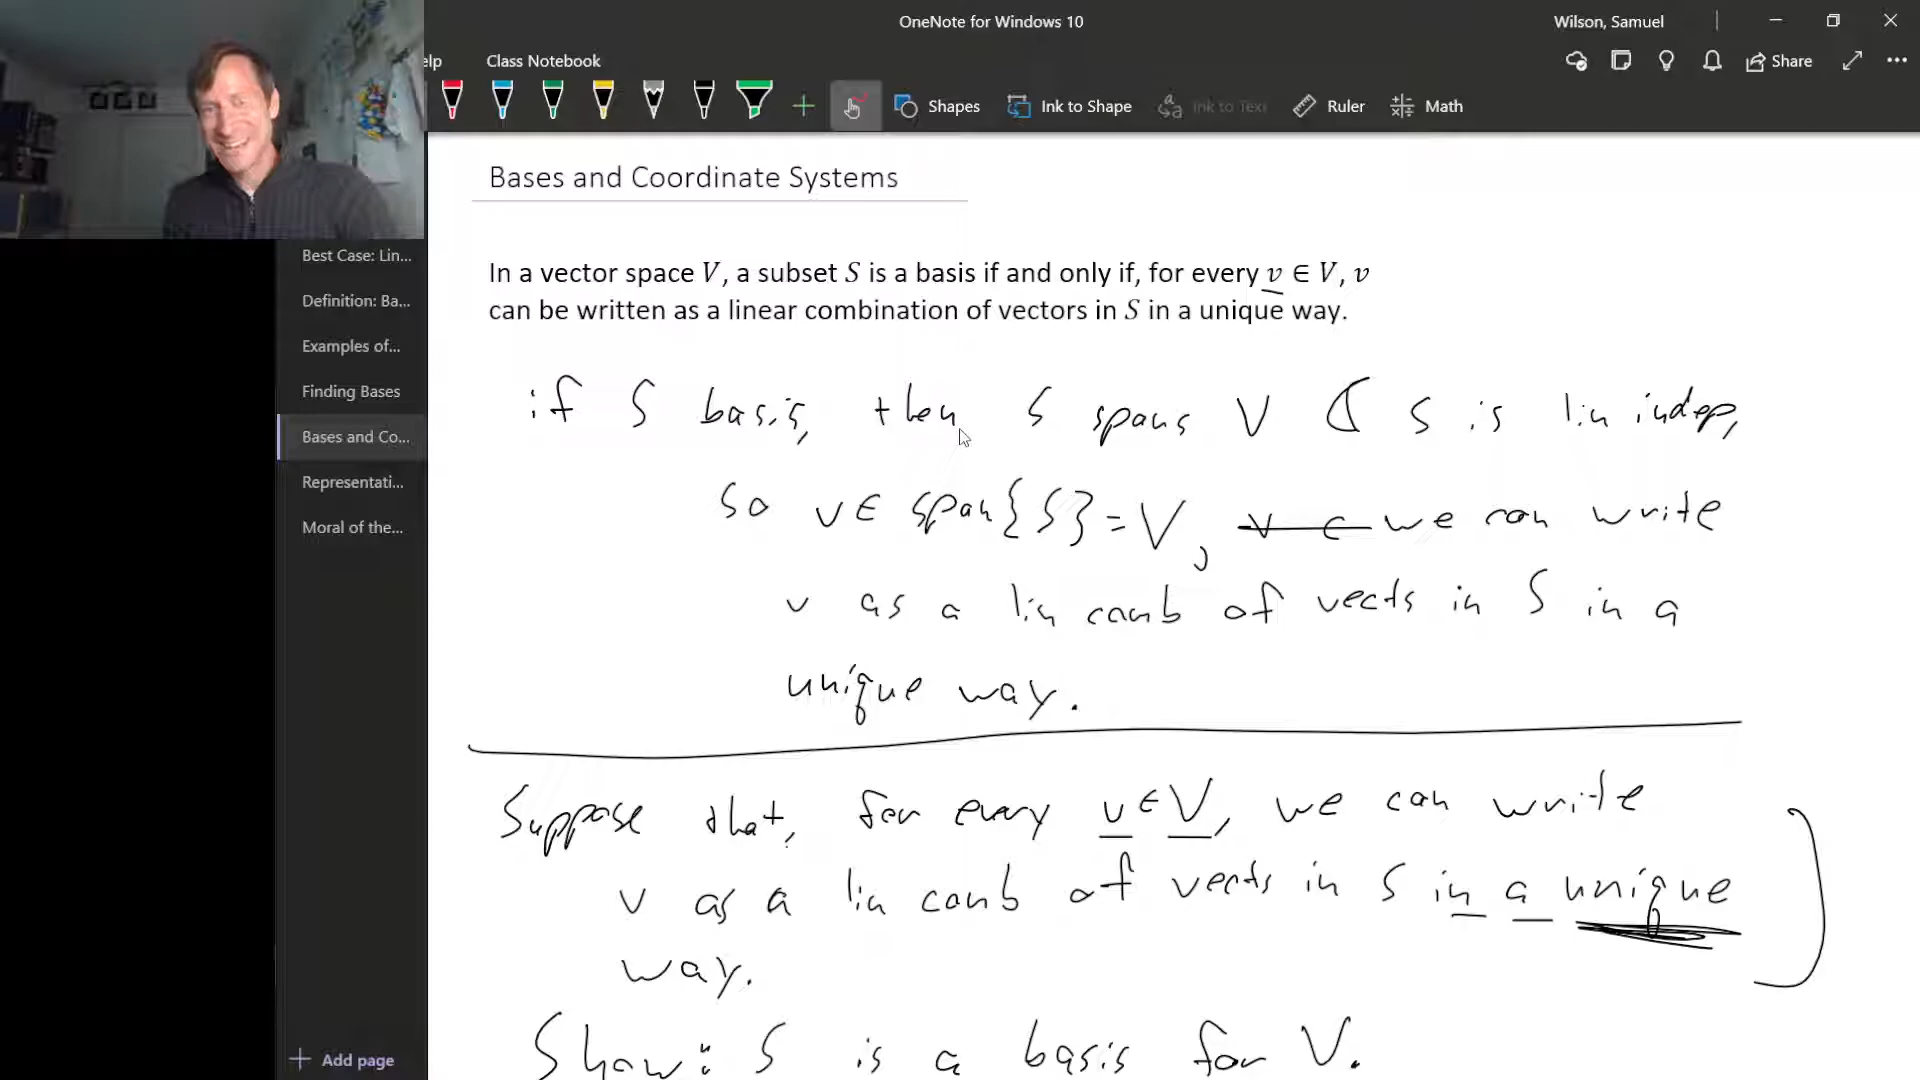 OneNote for Windows 10
Wilson, Samuel
elp
Class Notebook
Share
Shapes
Ink to Shape
Ink to Text
Ruler
Math
Bases and Coordinate Systems
Best Case: Lin...
Definition: Ba...
Examples of...
Finding Bases
Bases and Co...
Representati...
Moral of the...
Add page
In a vector space V, a subset S is a basis if and only if, for every v ∈ V, v
can be written as a linear combination of vectors in S in a unique way.
if S basis, then S spans V & S is lin indep,
so v ∈ span{S} = V, we can write
v as a lin comb of vects in S in a
unique way.
Suppose that, for every v ∈ V, we can write
v as a lin comb of vects in S in a unique
way.
Show: S is a basis for V.